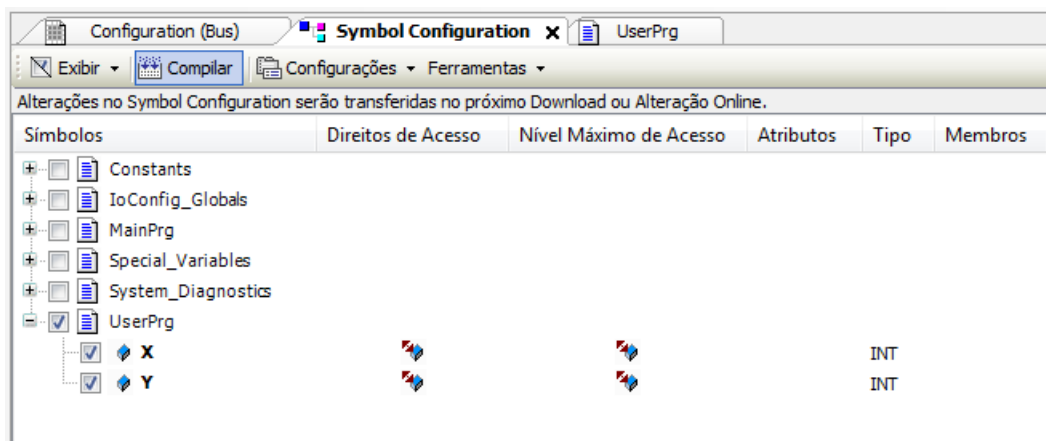 Configuration (Bus) Symbol Configuration x UserPrg
Exibir Compilar Configurações Ferramentas
Alterações no Symbol Configuration serão transferidas no próximo Download ou Alteração Online.
Símbolos Direitos de Acesso Nível Máximo de Acesso Atributos Tipo Membros
Constants
IoConfig_Globals
MainPrg
Special_Variables
System_Diagnostics
UserPrg
X INT
Y INT